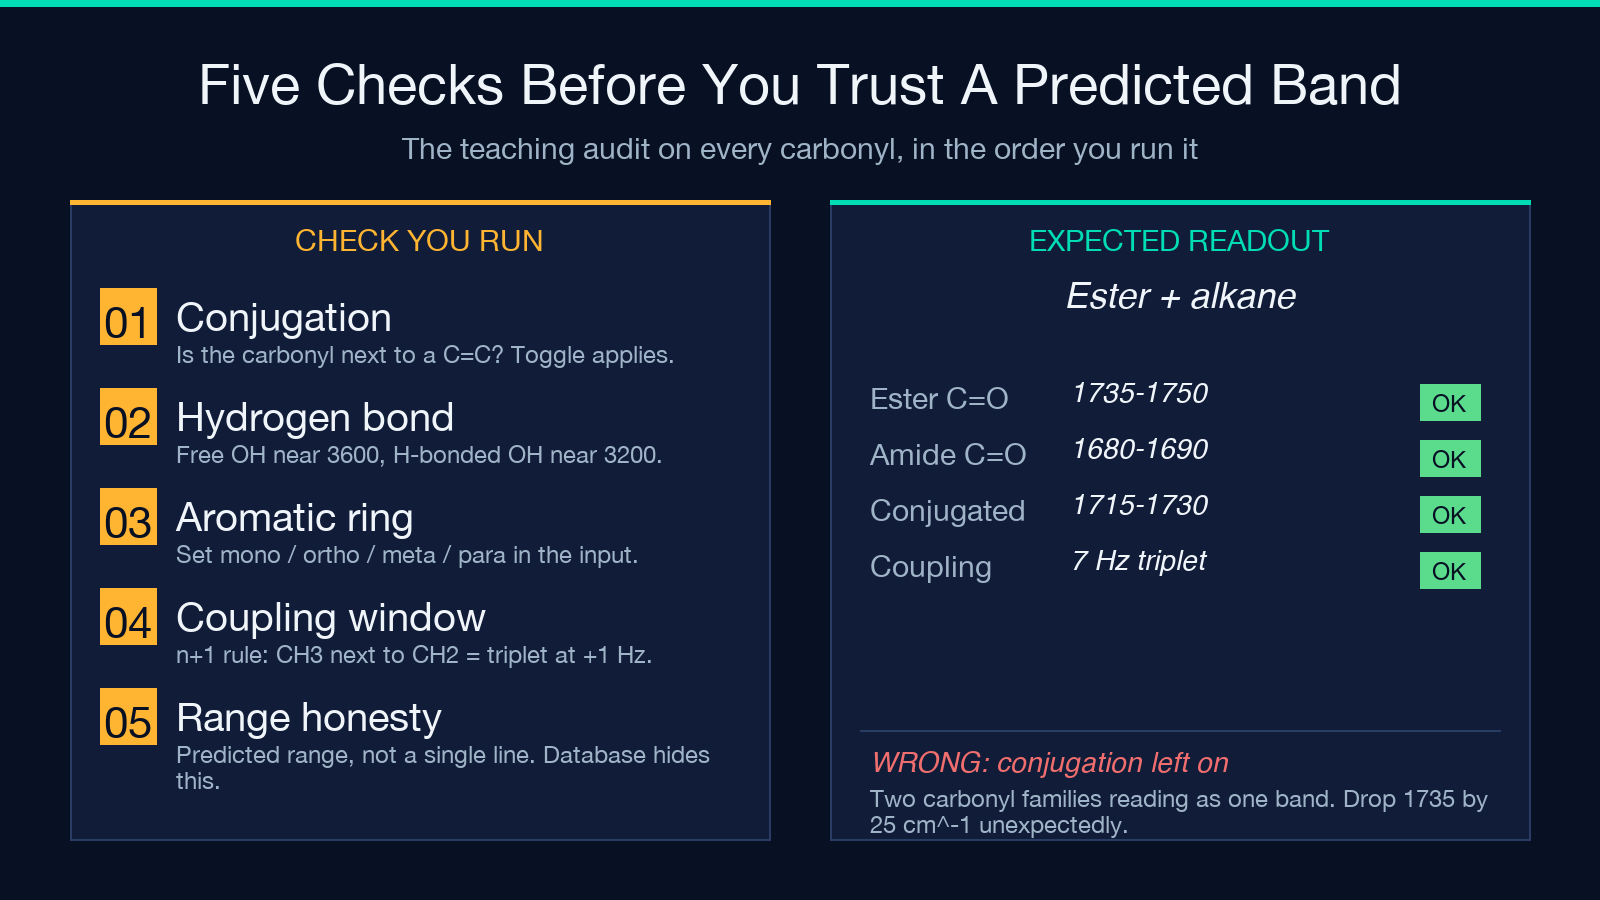 Five Checks Before You Trust A Predicted Band
The teaching audit on every carbonyl, in the order you run it
CHECK YOU RUN
01
Conjugation
Is the carbonyl next to a C=C? Toggle applies.
02
Hydrogen bond
Free OH near 3600, H-bonded OH near 3200.
03
Aromatic ring
Set mono / ortho / meta / para in the input.
04
Coupling window
n+1 rule: CH3 next to CH2 = triplet at +1 Hz.
05
Range honesty
Predicted range, not a single line. Database hides
this.
EXPECTED READOUT
Ester + alkane
Ester C=O 1735-1750 OK
Amide C=O 1680-1690 OK
Conjugated 1715-1730 OK
Coupling 7 Hz triplet OK
WRONG: conjugation left on
Two carbonyl families reading as one band. Drop 1735 by
25 cm^-1 unexpectedly.